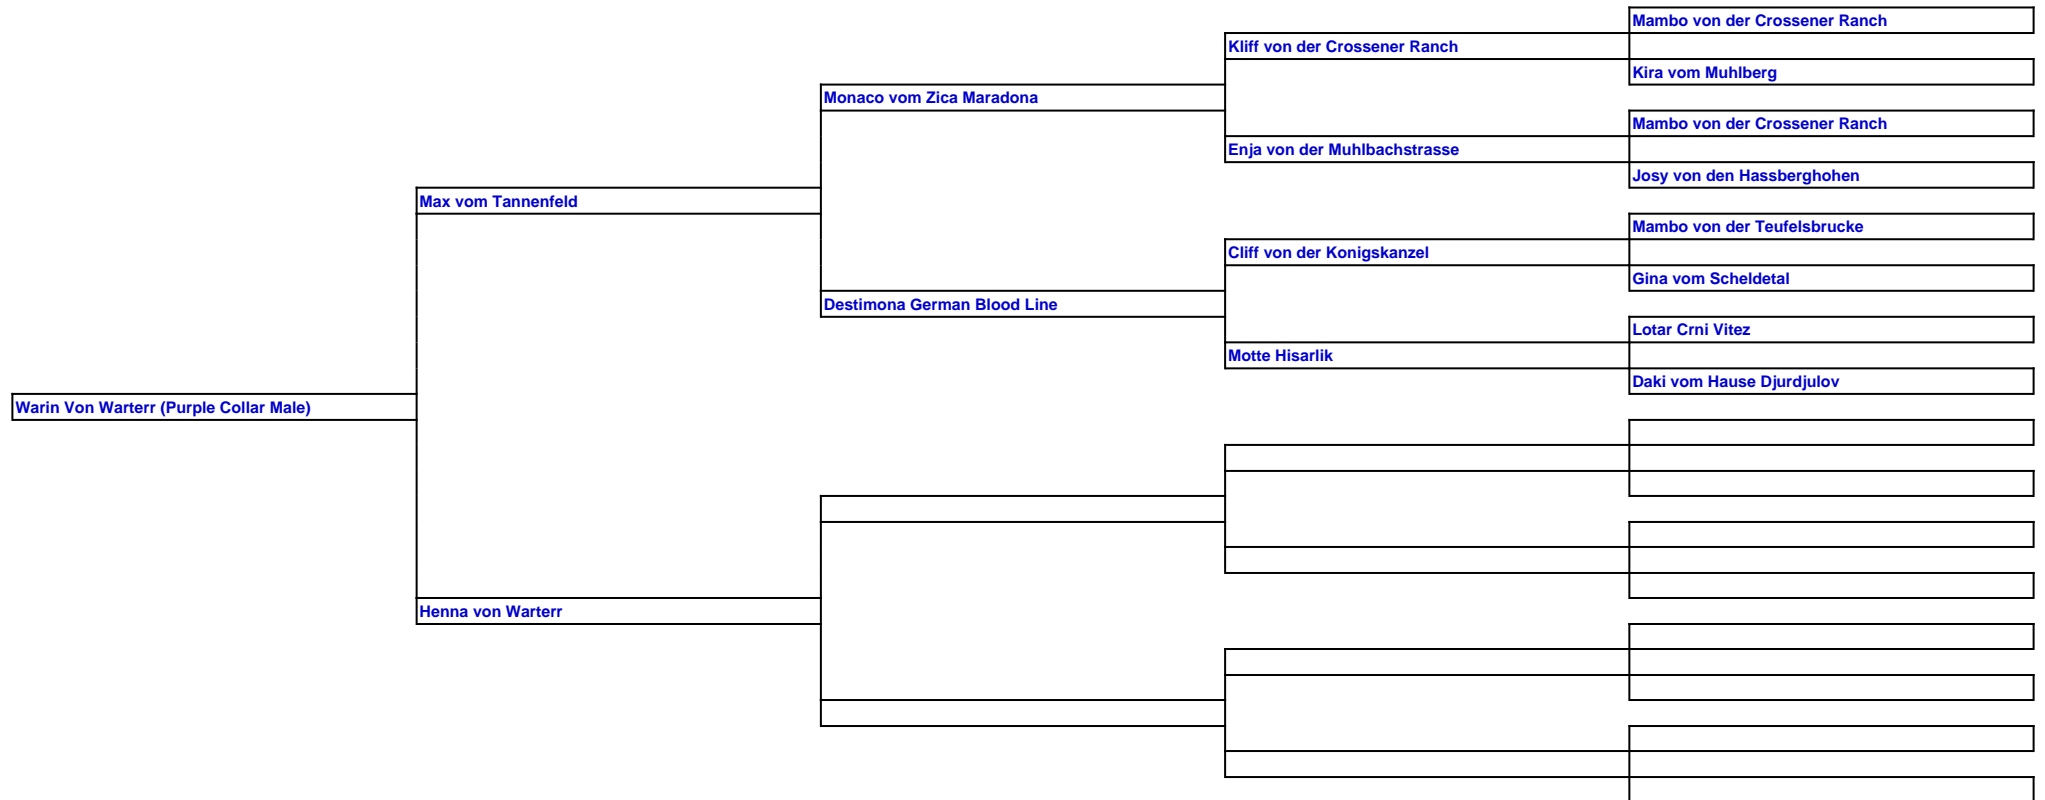 Mambo von der Crossener Ranch
Kliff von der Crossener Ranch
Kira vom Muhlberg
Monaco vom Zica Maradona
Mambo von der Crossener Ranch
Enja von der Muhlbachstrasse
Josy von den Hassberghohen
Max vom Tannenfeld
Mambo von der Teufelsbrucke
Cliff von der Konigskanzel
Gina vom Scheldetal
Destimona German Blood Line
Lotar Crni Vitez
Motte Hisarlik
Daki vom Hause Djurdjulov
Warin Von Warterr (Purple Collar Male)
Henna von Warterr